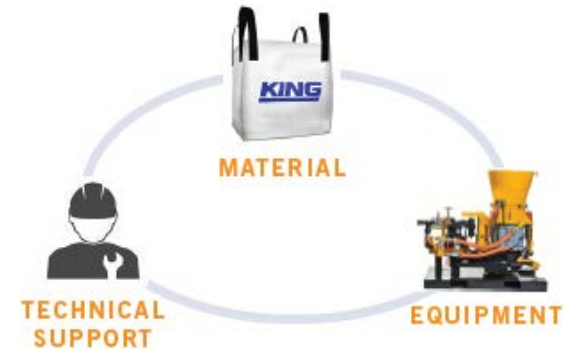 KING
MATERIAL
TECHNICAL
SUPPORT
EQUIPMENT